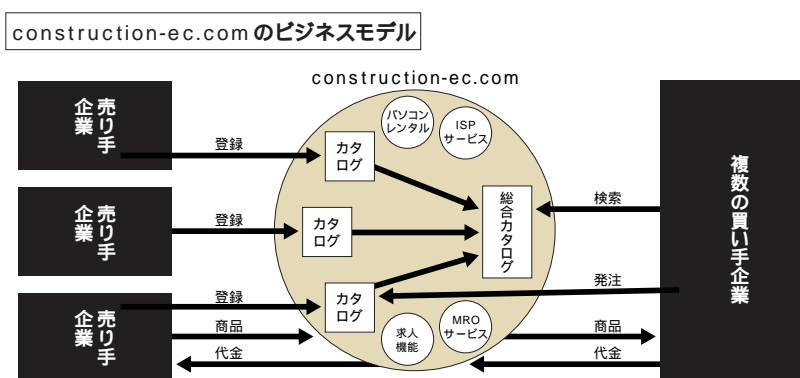 construction-ec.comのビジネスモデル
construction-ec.com
売り手
企業
登録
カタ
ログ
パソコン
レンタル
ISP
サービス
売り手
企業
登録
カタ
ログ
総合カタログ
検索
複数の買い手企業
売り手
企業
登録
カタ
ログ
発注
商品
代金
求人
機能
MRO
サービス
商品
代金